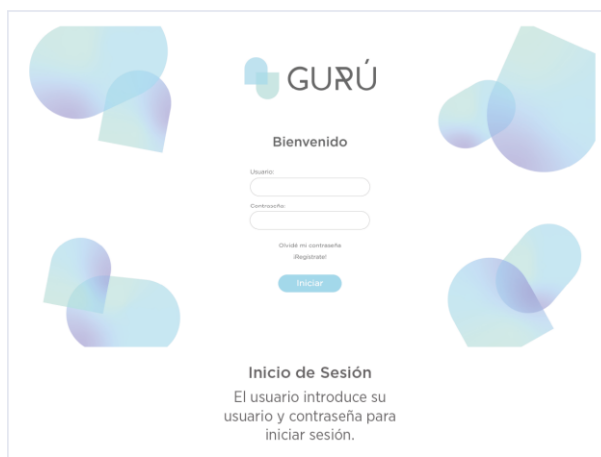 GURÚ
Bienvenido
Usuario:
Contraseña:
Olvidé mi contraseña
¡Regístrate!
Iniciar
Inicio de Sesión
El usuario introduce su
usuario y contraseña para
iniciar sesión.